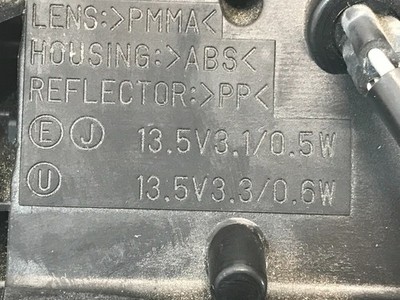 LENS:>PMMA<
HOUSING:>ABS<
REFLECTOR:>PP<
Ⓔ Ⓙ 13.5V3.1/0.5W
Ⓤ 13.5V3.3/0.6W